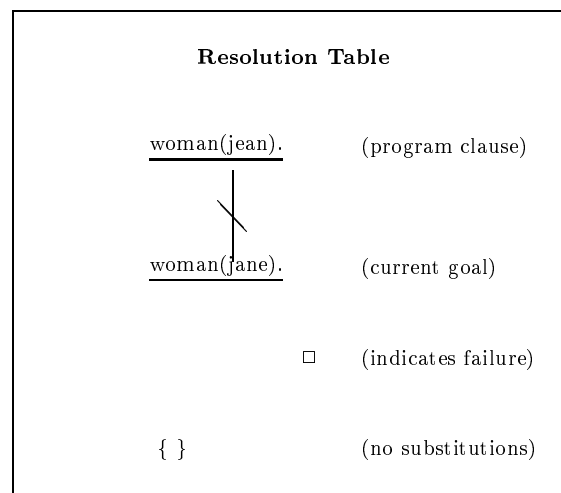 Resolution Table
woman(jean). (program clause)
woman(jane). (current goal)
□ (indicates failure)
{ } (no substitutions)